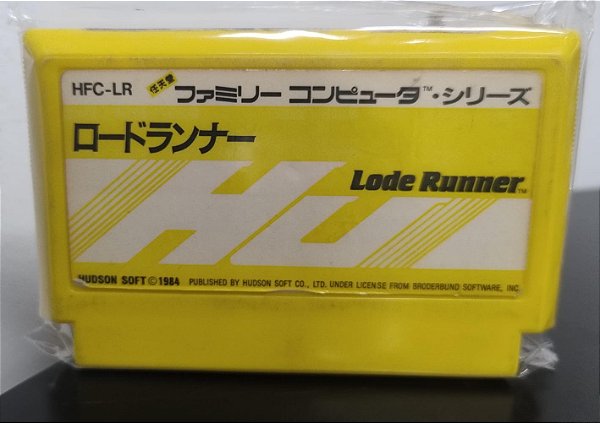 HFC-LR 任天堂 ファミリー コンピュータ™・シリーズ
ロードランナー
Lode Runner™
HU
HUDSON SOFT © 1984 PUBLISHED BY HUDSON SOFT CO., LTD. UNDER LICENSE FROM BRODERBUND SOFTWARE, INC.